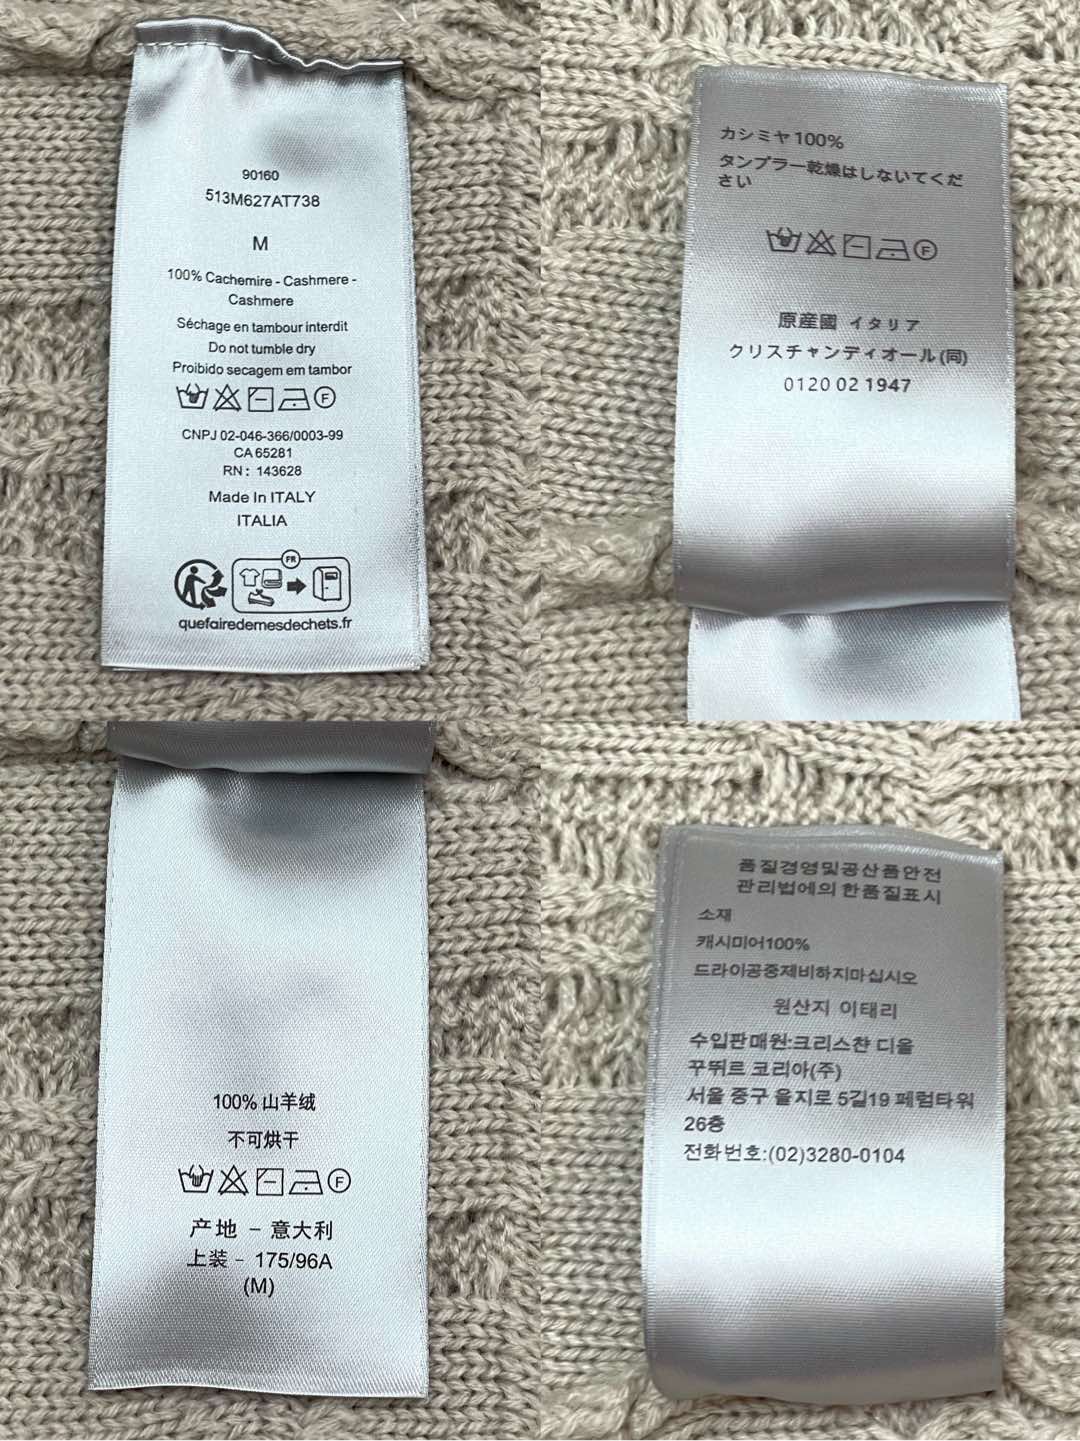 90160
513M627AT738
M
100% Cachemire - Cashmere -
Cashmere
Séchage en tambour interdit
Do not tumble dry
Proibido secagem em tambor
F
CNPJ 02-046-366/0003-99
CA 65281
RN : 143628
Made In ITALY
ITALIA
FR
quefairedemesdechets.fr
カシミヤ100%
タンブラー乾燥はしないてくだ
さい
F
原産國 イタリア
クリスチャンディオール(同)
0120 02 1947
100% 山羊绒
不可烘干
F
产地 - 意大利
上装 - 175/96A
(M)
품질경영및공산품안전
관리법에의한품질표시
소재
캐시미어100%
드라이공중제비하지마십시오
원산지 이태리
수입판매원:크리스챤 디올
꾸뛰르 코리아(주)
서울 중구 을지로 5길19 페럼타워
26층
전화번호:(02)3280-0104